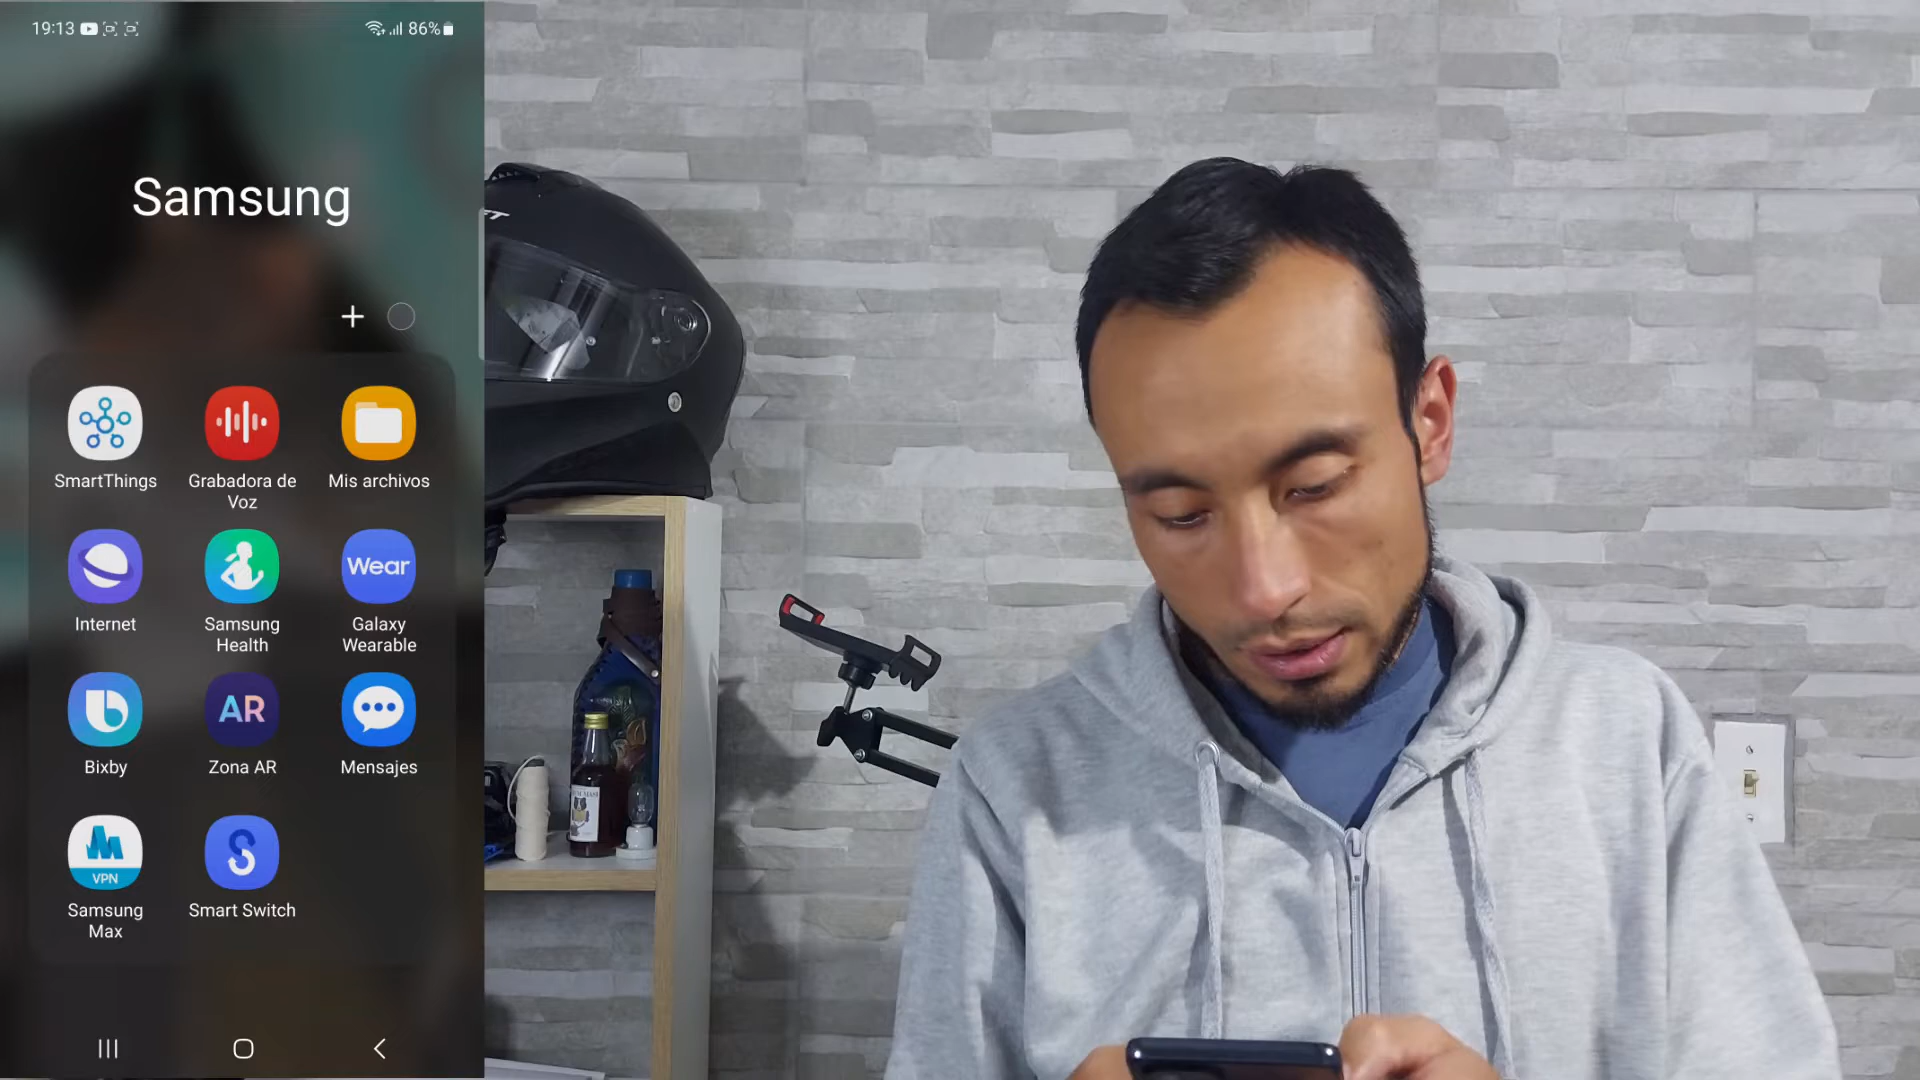 19:13
86%
Samsung
SmartThings
Grabadora de
Voz
Mis archivos
Internet
Samsung
Health
Wear
Galaxy
Wearable
Bixby
AR
Zona AR
Mensajes
VPN
Samsung
Max
Smart Switch